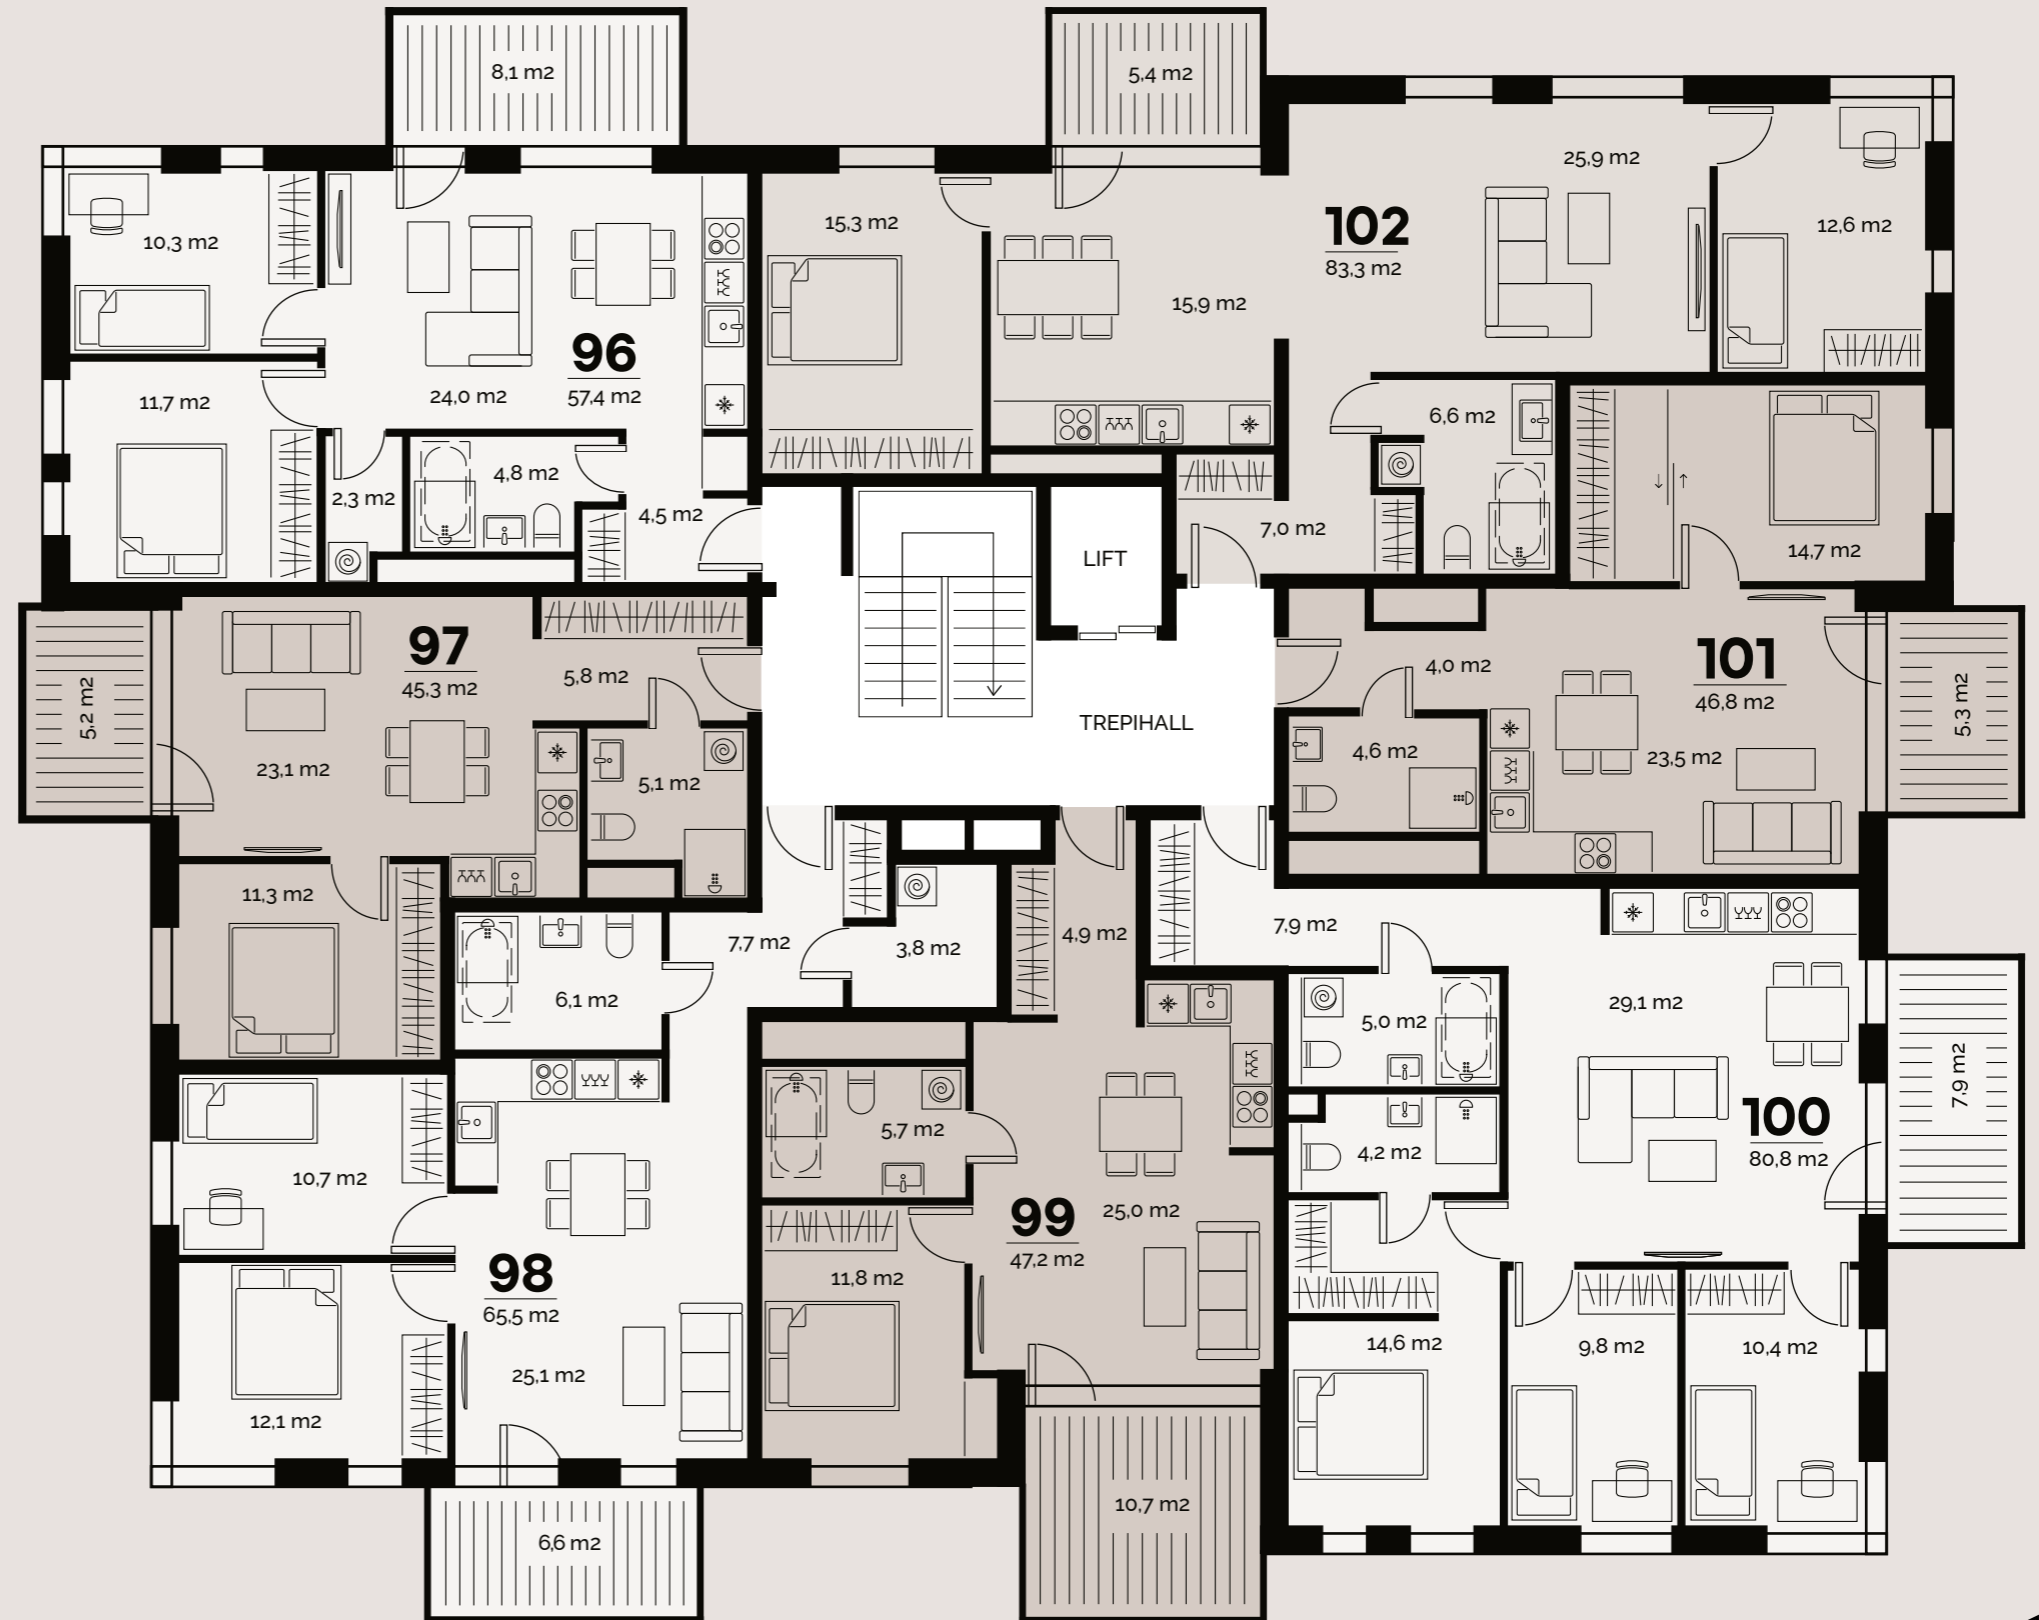 8,1 m2
5,4 m2
25,9 m2
10,3 m2
15,3 m2
102
83,3 m2
12,6 m2
15,9 m2
96
57,4 m2
24,0 m2
11,7 m2
6,6 m2
4,8 m2
2,3 m2
4,5 m2
7,0 m2
14,7 m2
LIFT
97
45,3 m2
5,8 m2
4,0 m2
101
46,8 m2
5,2 m2
5,3 m2
TREPIHALL
23,1 m2
5,1 m2
4,6 m2
23,5 m2
11,3 m2
7,7 m2
3,8 m2
4,9 m2
7,9 m2
6,1 m2
29,1 m2
5,0 m2
7,9 m2
100
80,8 m2
5,7 m2
4,2 m2
10,7 m2
99
47,2 m2
25,0 m2
98
65,5 m2
11,8 m2
25,1 m2
14,6 m2
9,8 m2
10,4 m2
12,1 m2
10,7 m2
6,6 m2